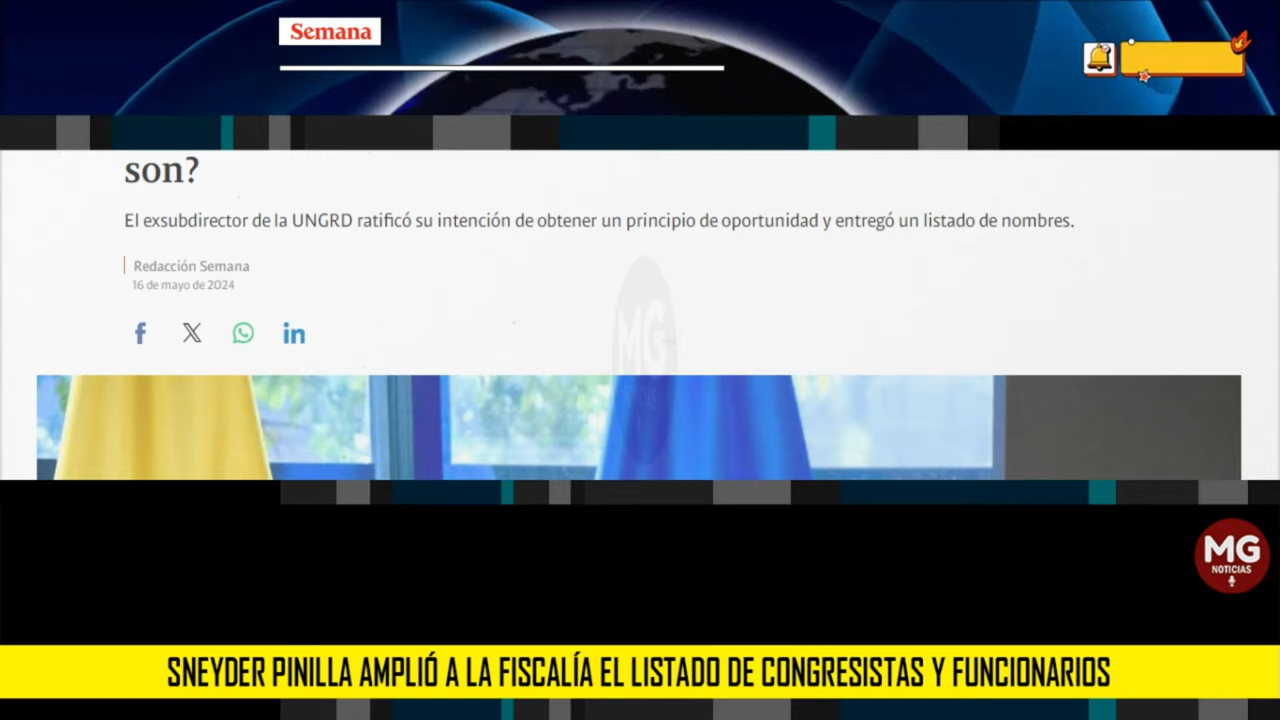 Semana
son?
El exsubdirector de la UNGRD ratificó su intención de obtener un principio de oportunidad y entregó un listado de nombres.
Redacción Semana
16 de mayo de 2024
MG
MG
NOTICIAS
SNEYDER PINILLA AMPLIÓ A LA FISCALÍA EL LISTADO DE CONGRESISTAS Y FUNCIONARIOS